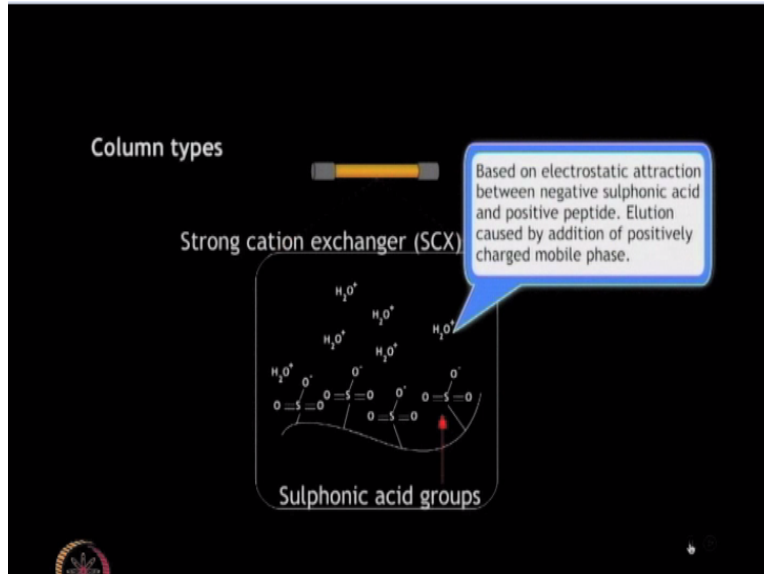 Column types
Based on electrostatic attraction
between negative sulphonic acid
and positive peptide. Elution
caused by addition of positively
charged mobile phase.
Strong cation exchanger (SCX)
H₂O⁺
H₂O⁺
H₂O⁺
H₂O⁺
H₂O⁺
H₂O⁺
O⁻ O⁻ O⁻ O⁻
O=S=O O=S=O O=S=O O=S=O
Sulphonic acid groups